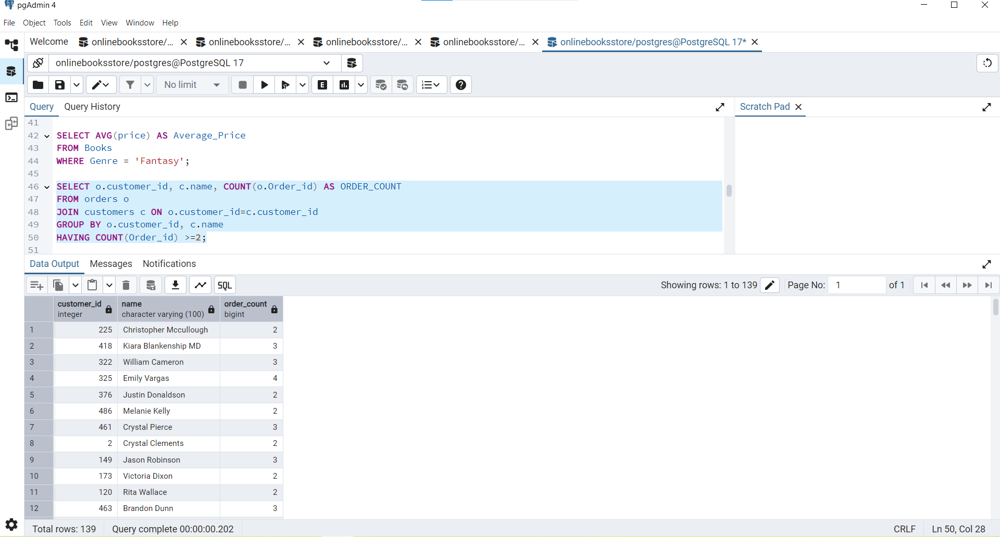 pgAdmin 4
File Object Tools Edit View Window Help
Welcome onlinebooksstore/... onlinebooksstore/... onlinebooksstore/... onlinebooksstore/... onlinebooksstore/postgres@PostgreSQL 17*
onlinebooksstore/postgres@PostgreSQL 17
No limit E
Query Query History Scratch Pad
41
42 SELECT AVG(price) AS Average_Price
43 FROM Books
44 WHERE Genre = 'Fantasy';
45
46 SELECT o.customer_id, c.name, COUNT(o.Order_id) AS ORDER_COUNT
47 FROM orders o
48 JOIN customers c ON o.customer_id=c.customer_id
49 GROUP BY o.customer_id, c.name
50 HAVING COUNT(Order_id) >=2;
51
Data Output Messages Notifications
SQL Showing rows: 1 to 139 Page No: 1 of 1
customer_id name order_count
integer character varying (100) bigint
1 225 Christopher Mccullough 2
2 418 Kiara Blankenship MD 3
3 322 William Cameron 3
4 325 Emily Vargas 4
5 376 Justin Donaldson 2
6 486 Melanie Kelly 2
7 461 Crystal Pierce 3
8 2 Crystal Clements 2
9 149 Jason Robinson 3
10 173 Victoria Dixon 2
11 120 Rita Wallace 2
12 463 Brandon Dunn 3
Total rows: 139 Query complete 00:00:00.202 CRLF Ln 50, Col 28